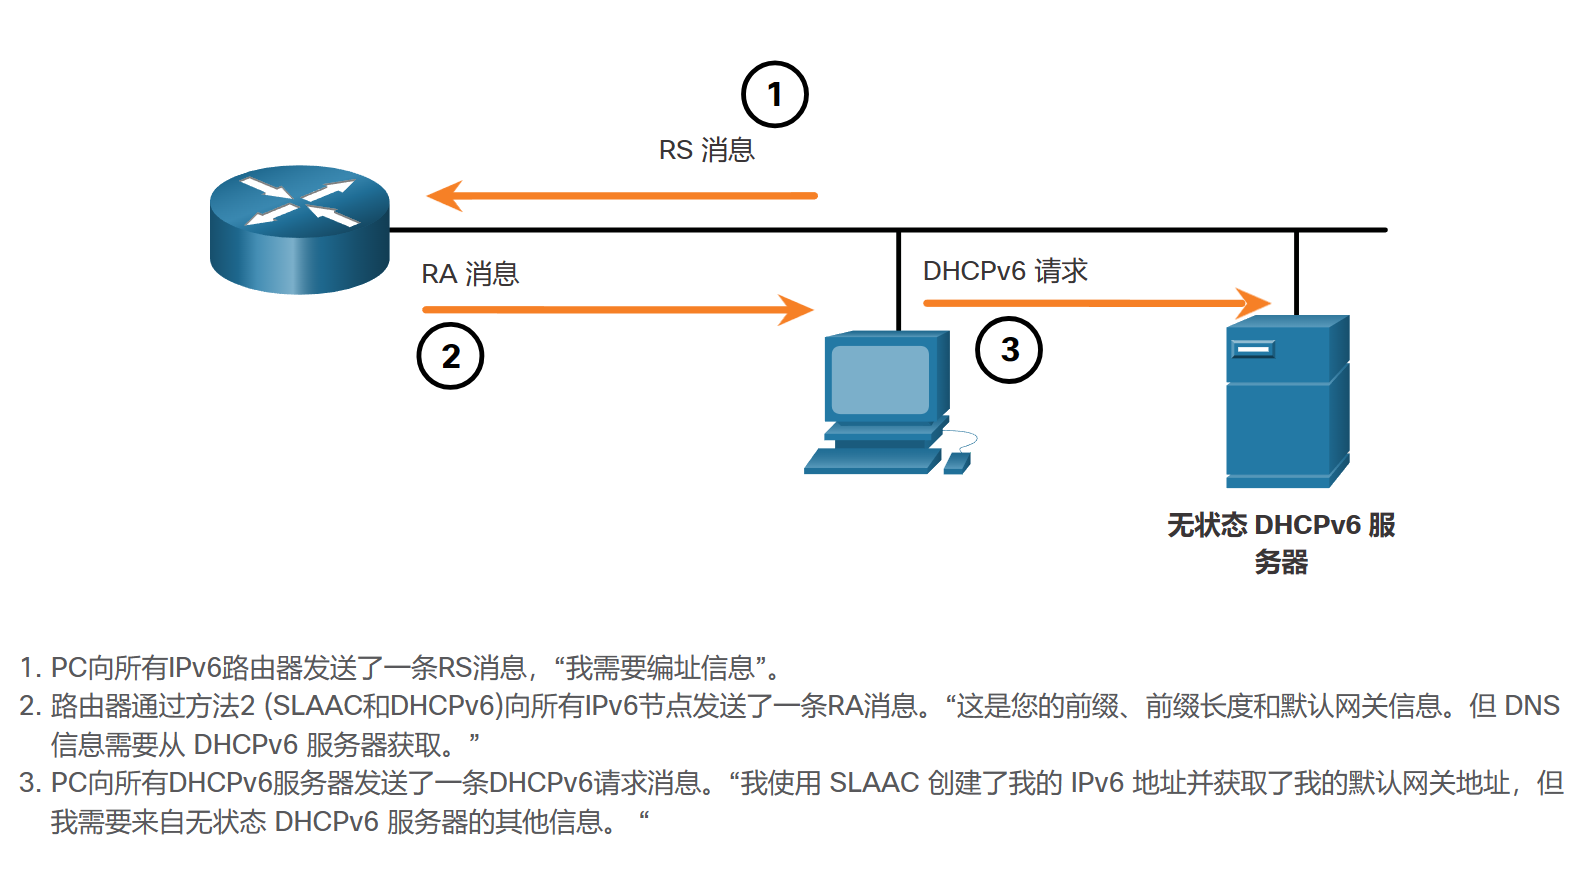 1
RS 消息
RA 消息
DHCPv6 请求
2
3
无状态 DHCPv6 服
务器
1. PC向所有IPv6路由器发送了一条RS消息，“我需要编址信息”。
2. 路由器通过方法2 (SLAAC和DHCPv6)向所有IPv6节点发送了一条RA消息。“这是您的前缀、前缀长度和默认网关信息。但 DNS
信息需要从 DHCPv6 服务器获取。”
3. PC向所有DHCPv6服务器发送了一条DHCPv6请求消息。“我使用 SLAAC 创建了我的 IPv6 地址并获取了我的默认网关地址，但
我需要来自无状态 DHCPv6 服务器的其他信息。 “